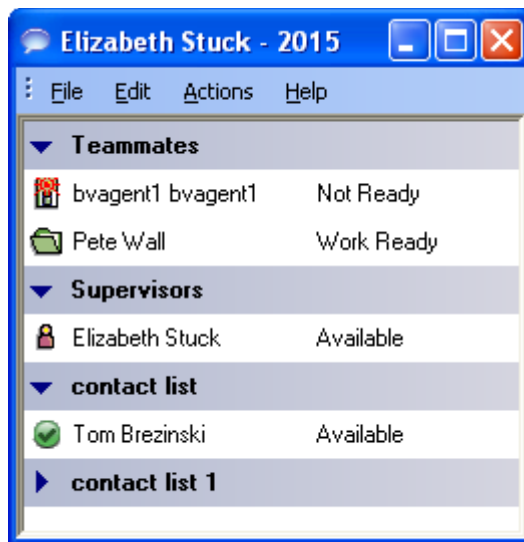 Elizabeth Stuck - 2015
File Edit Actions Help
Teammates
bvagent1 bvagent1 Not Ready
Pete Wall Work Ready
Supervisors
Elizabeth Stuck Available
contact list
Tom Brezinski Available
contact list 1